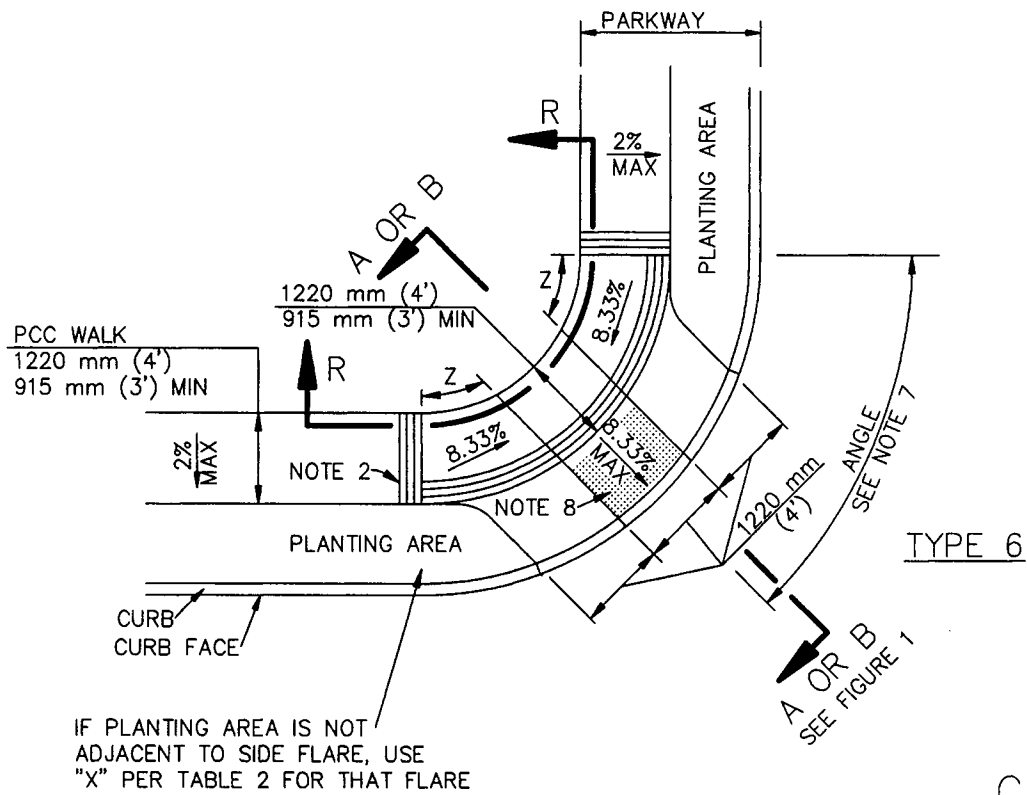 PARKWAY
R
2%
MAX
PLANTING AREA
A OR B
Z
1220 mm (4')
915 mm (3') MIN
8.33%
PCC WALK
1220 mm (4')
915 mm (3') MIN
R
Z
8.33%
MAX
2%
MAX
8.33%
NOTE 2
NOTE 8
ANGLE
SEE NOTE 7
1220 mm
(4')
PLANTING AREA
TYPE 6
CURB
CURB FACE
A OR B
SEE FIGURE 1
IF PLANTING AREA IS NOT
ADJACENT TO SIDE FLARE, USE
"X" PER TABLE 2 FOR THAT FLARE